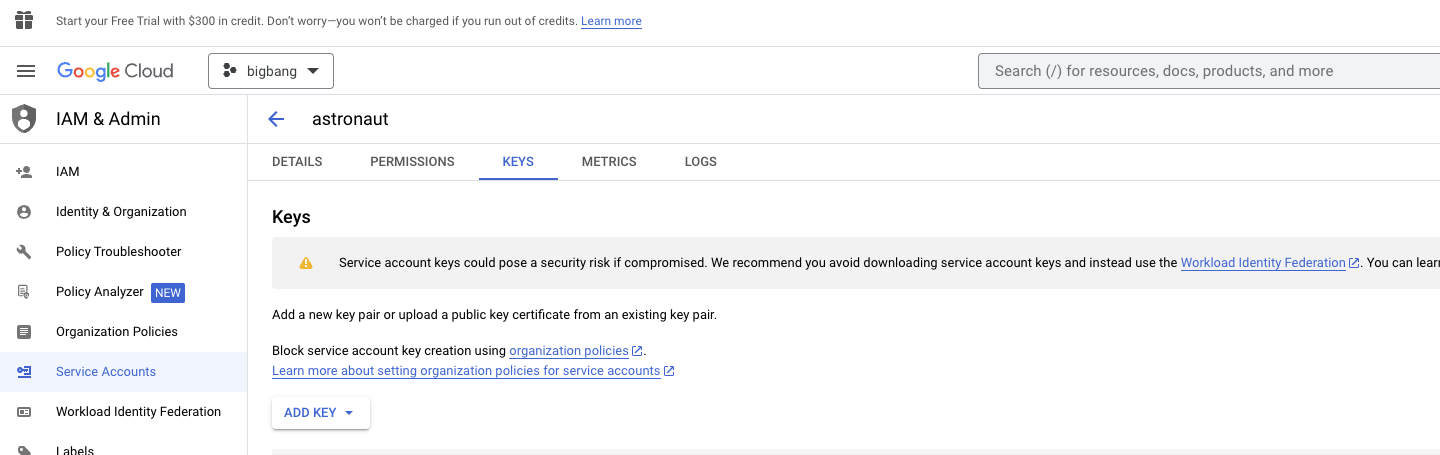 Start your Free Trial with $300 in credit. Don't worry—you won't be charged if you run out of credits. Learn more
Google Cloud
bigbang
Search (/) for resources, docs, products, and more
IAM & Admin
astronaut
DETAILS PERMISSIONS KEYS METRICS LOGS
IAM
Identity & Organization
Policy Troubleshooter
Policy Analyzer NEW
Organization Policies
Service Accounts
Workload Identity Federation
Labels
Keys
Service account keys could pose a security risk if compromised. We recommend you avoid downloading service account keys and instead use the Workload Identity Federation. You can learn
Add a new key pair or upload a public key certificate from an existing key pair.
Block service account key creation using organization policies.
Learn more about setting organization policies for service accounts
ADD KEY